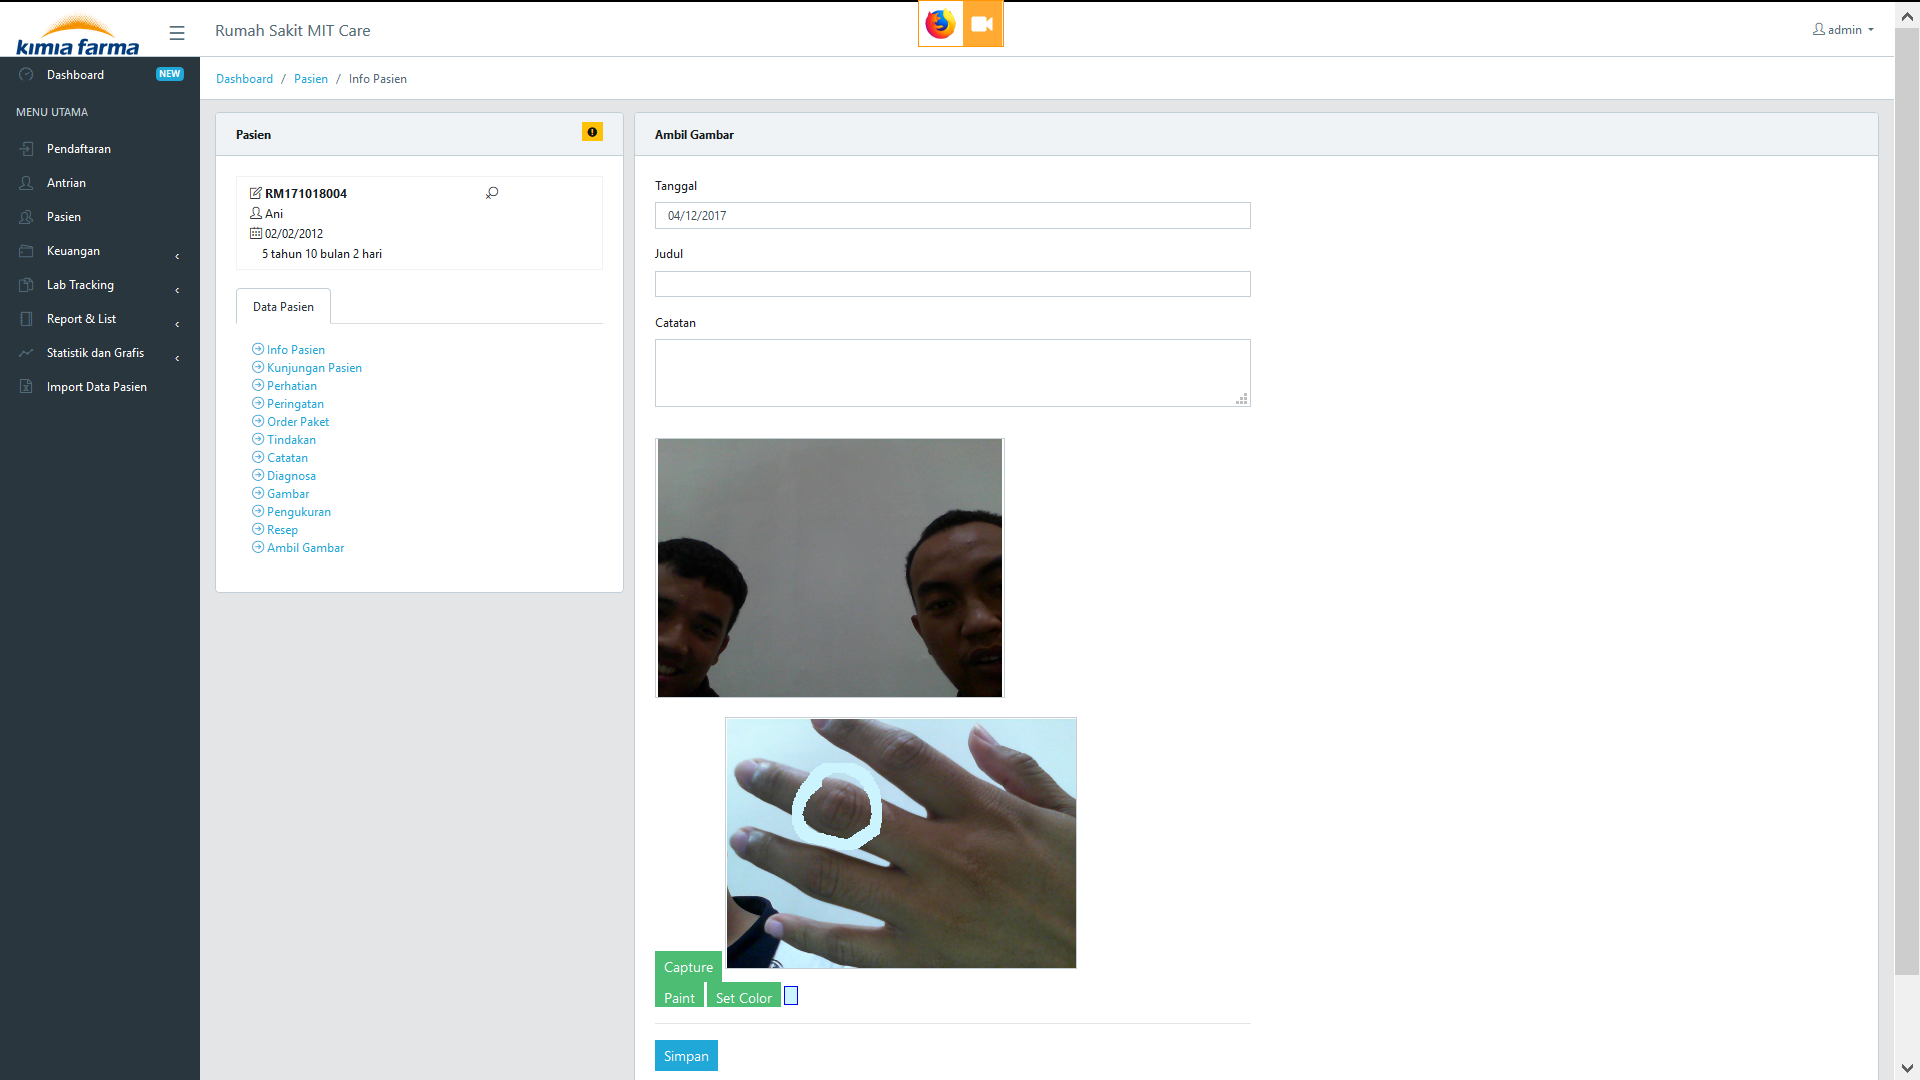 kimia farma
Rumah Sakit MIT Care
admin
Dashboard NEW
MENU UTAMA
Pendaftaran
Antrian
Pasien
Keuangan
Lab Tracking
Report & List
Statistik dan Grafis
Import Data Pasien
Dashboard / Pasien / Info Pasien
Pasien
RM171018004
Ani
02/02/2012
5 tahun 10 bulan 2 hari
Data Pasien
Info Pasien
Kunjungan Pasien
Perhatian
Peringatan
Order Paket
Tindakan
Catatan
Diagnosa
Gambar
Pengukuran
Resep
Ambil Gambar
Ambil Gambar
Tanggal
04/12/2017
Judul
Catatan
Capture
Paint Set Color
Simpan